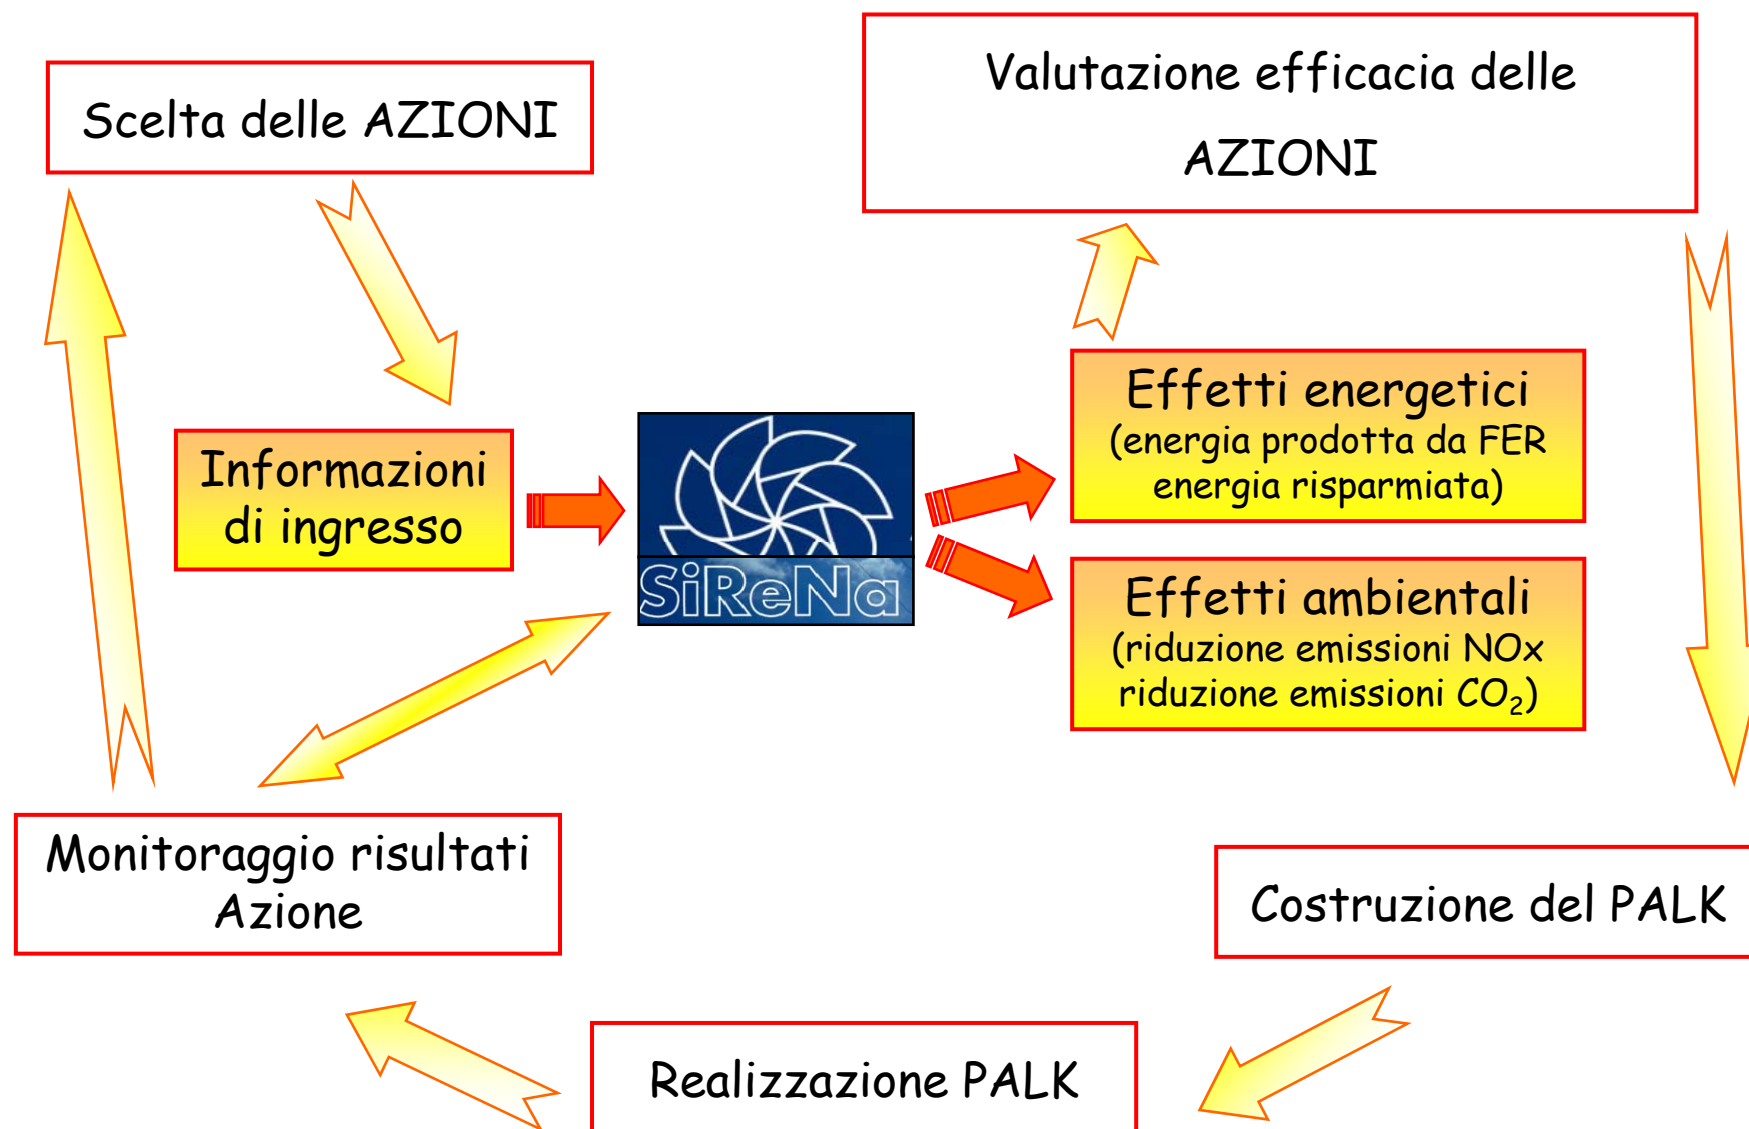 Scelta delle AZIONI
Valutazione efficacia delle
AZIONI
Informazioni
di ingresso
SiReNa
Effetti energetici
(energia prodotta da FER
energia risparmiata)
Effetti ambientali
(riduzione emissioni NOx
riduzione emissioni CO₂)
Monitoraggio risultati
Azione
Costruzione del PALK
Realizzazione PALK